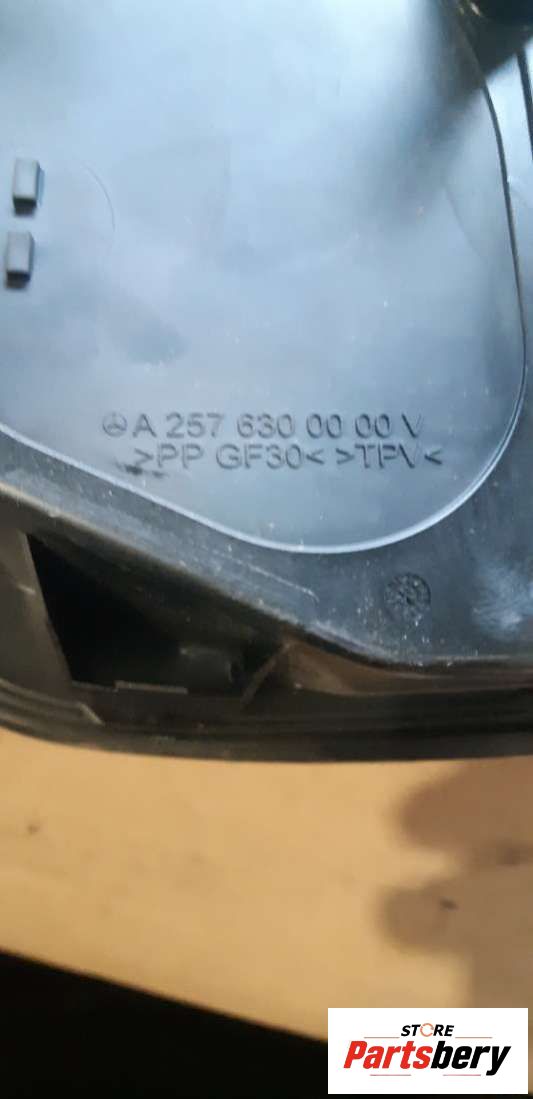 A 257 630 00 00 V
>PP GF30< >TPV<
STORE
Partsbery